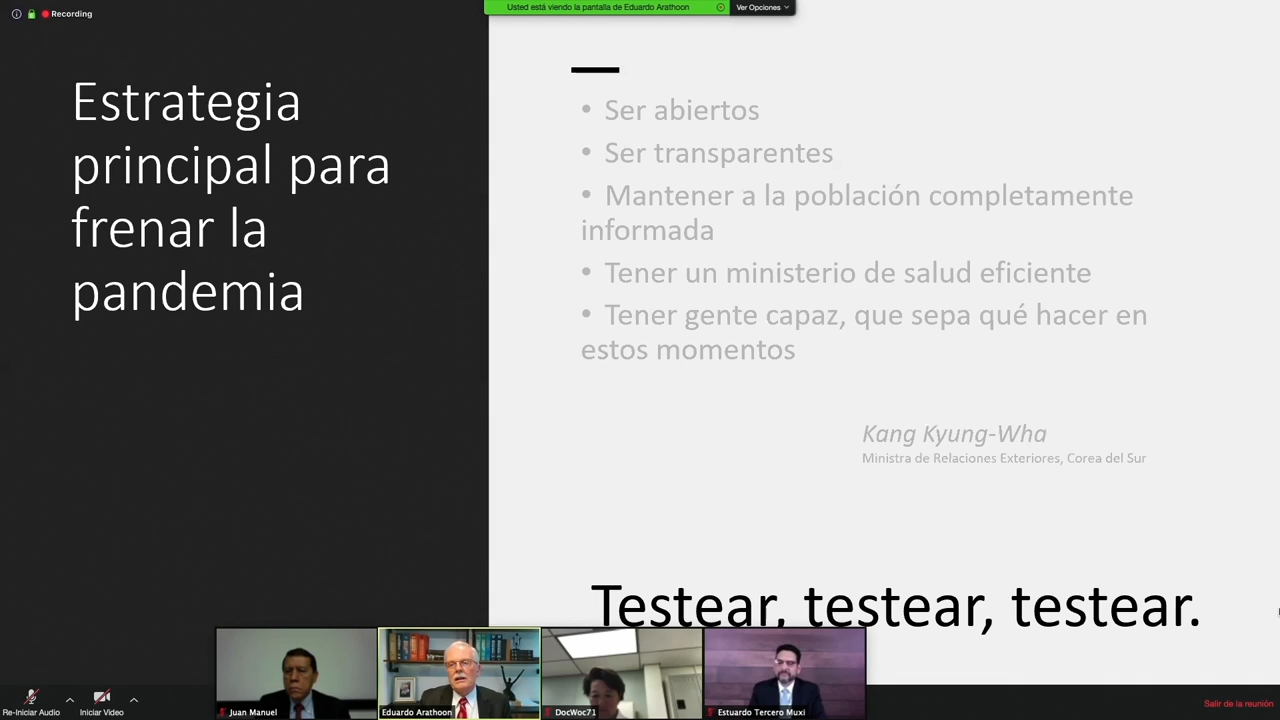 Recording
Usted está viendo la pantalla de Eduardo Arathoon
Ver Opciones
Estrategia
principal para
frenar la
pandemia
• Ser abiertos
• Ser transparentes
• Mantener a la población completamente
informada
• Tener un ministerio de salud eficiente
• Tener gente capaz, que sepa qué hacer en
estos momentos
Kang Kyung-Wha
Ministra de Relaciones Exteriores, Corea del Sur
Testear, testear, testear.
Juan Manuel
Eduardo Arathoon
DocWoc71
Estuardo Tercero Muxi
Re-Iniciar Audio
Iniciar Video
Salir de la reunión